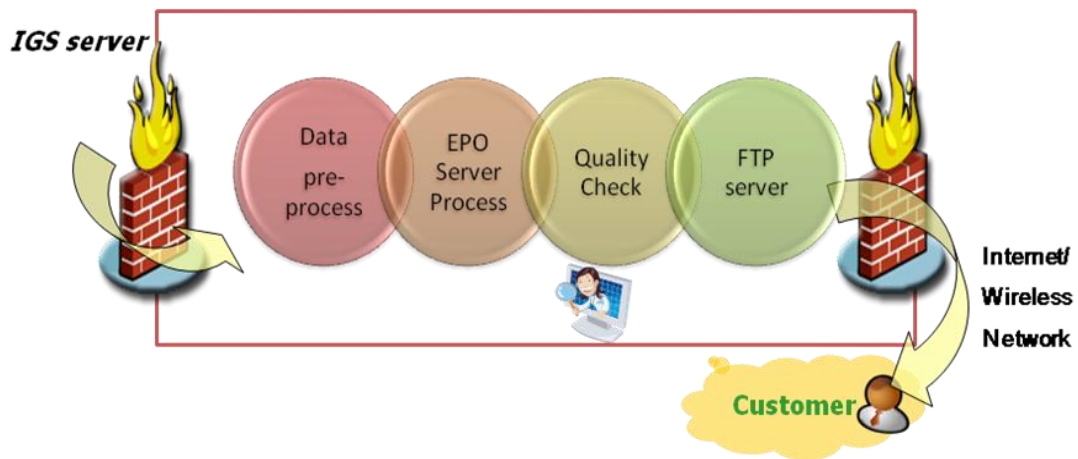 IGS server
Data
pre-
process
EPO
Server
Process
Quality
Check
FTP
server
Internet/
Wireless
Network
Customer